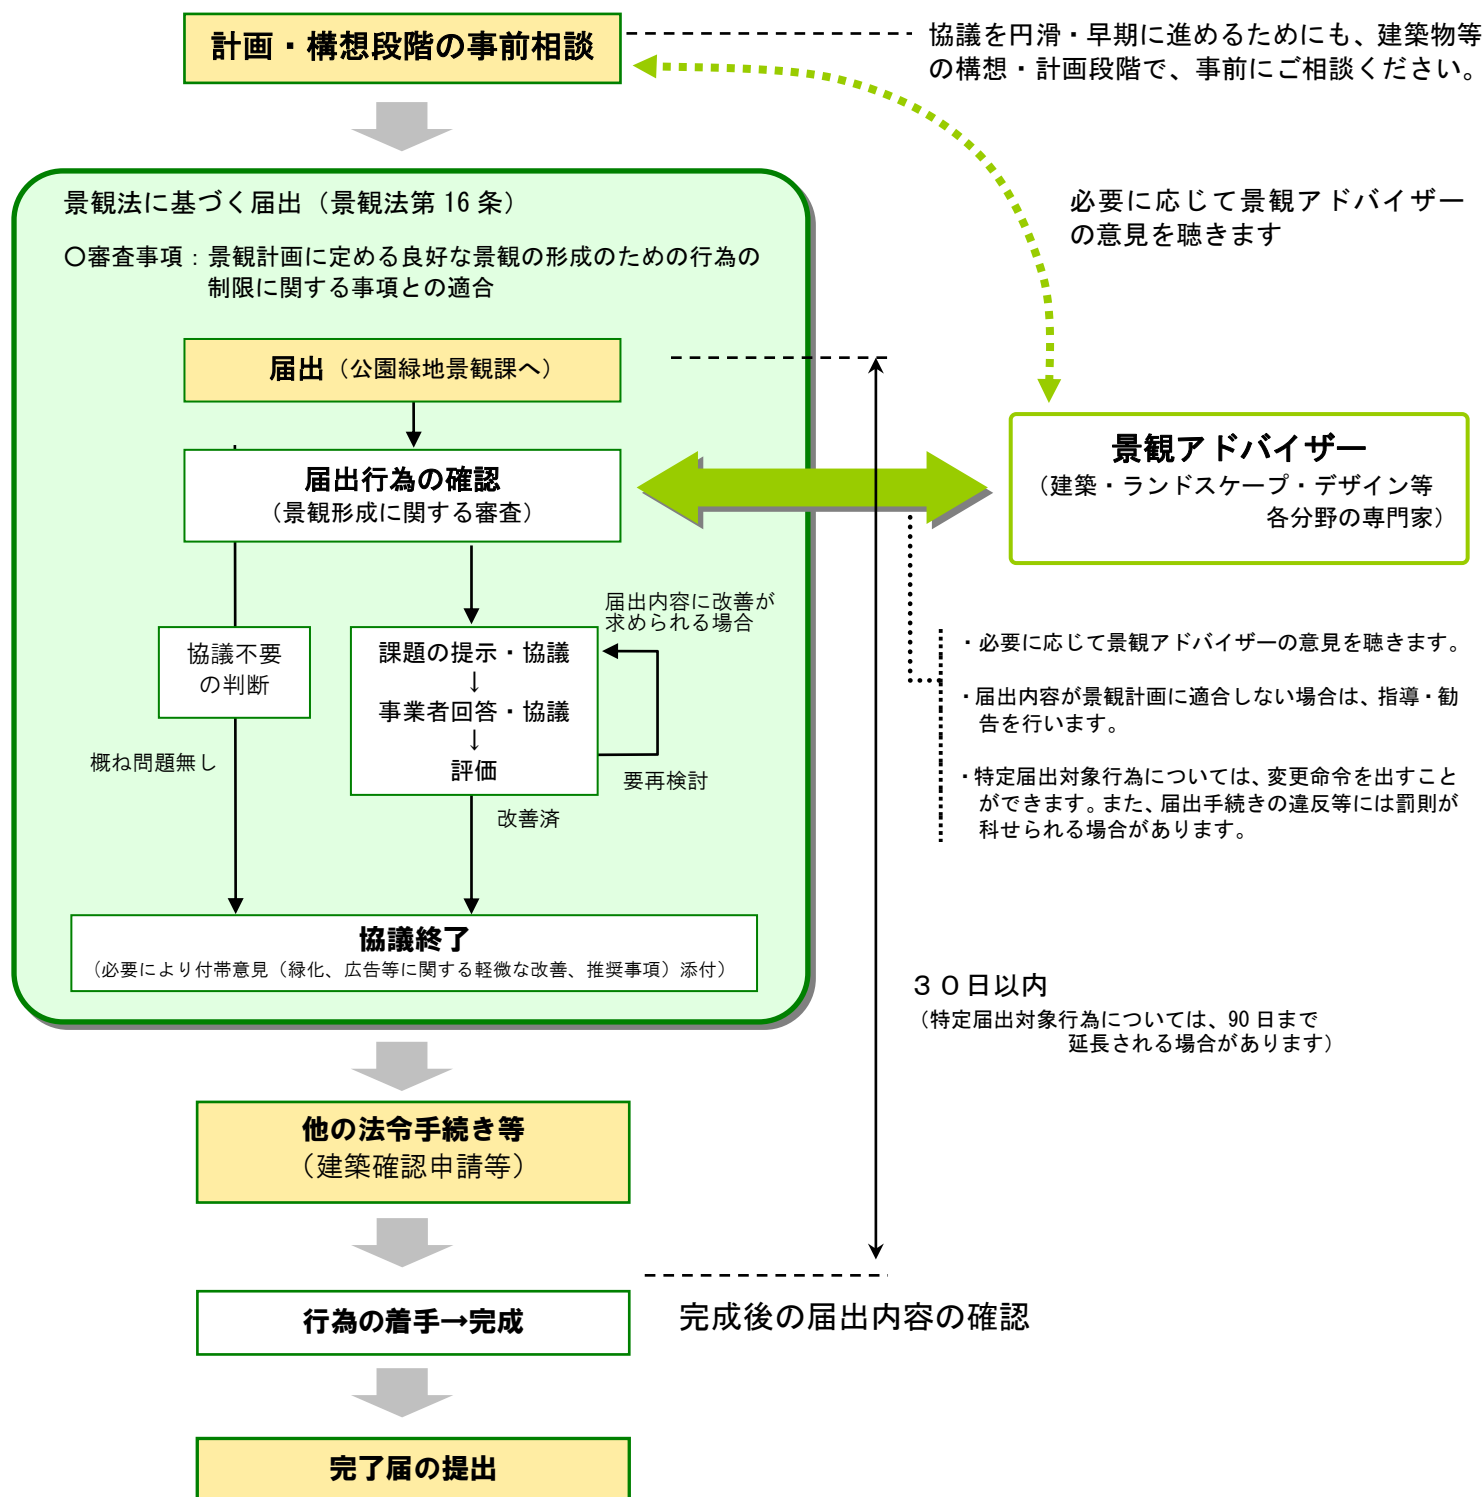 計画・構想段階の事前相談
協議を円滑・早期に進めるためにも、建築物等
の構想・計画段階で、事前にご相談ください。
必要に応じて景観アドバイザー
の意見を聴きます
景観法に基づく届出（景観法第 16 条）
〇審査事項：景観計画に定める良好な景観の形成のための行為の
制限に関する事項との適合
届出（公園緑地景観課へ）
届出行為の確認
（景観形成に関する審査）
景観アドバイザー
（建築・ランドスケープ・デザイン等
各分野の専門家）
届出内容に改善が
求められる場合
協議不要
の判断
課題の提示・協議
↓
事業者回答・協議
↓
評価
概ね問題無し
要再検討
改善済
・必要に応じて景観アドバイザーの意見を聴きます。
・届出内容が景観計画に適合しない場合は、指導・勧
告を行います。
・特定届出対象行為については、変更命令を出すこと
ができます。また、届出手続きの違反等には罰則が
科せられる場合があります。
協議終了
（必要により付帯意見（緑化、広告等に関する軽微な改善、推奨事項）添付）
３０日以内
（特定届出対象行為については、90 日まで
延長される場合があります）
他の法令手続き等
（建築確認申請等）
行為の着手→完成
完成後の届出内容の確認
完了届の提出